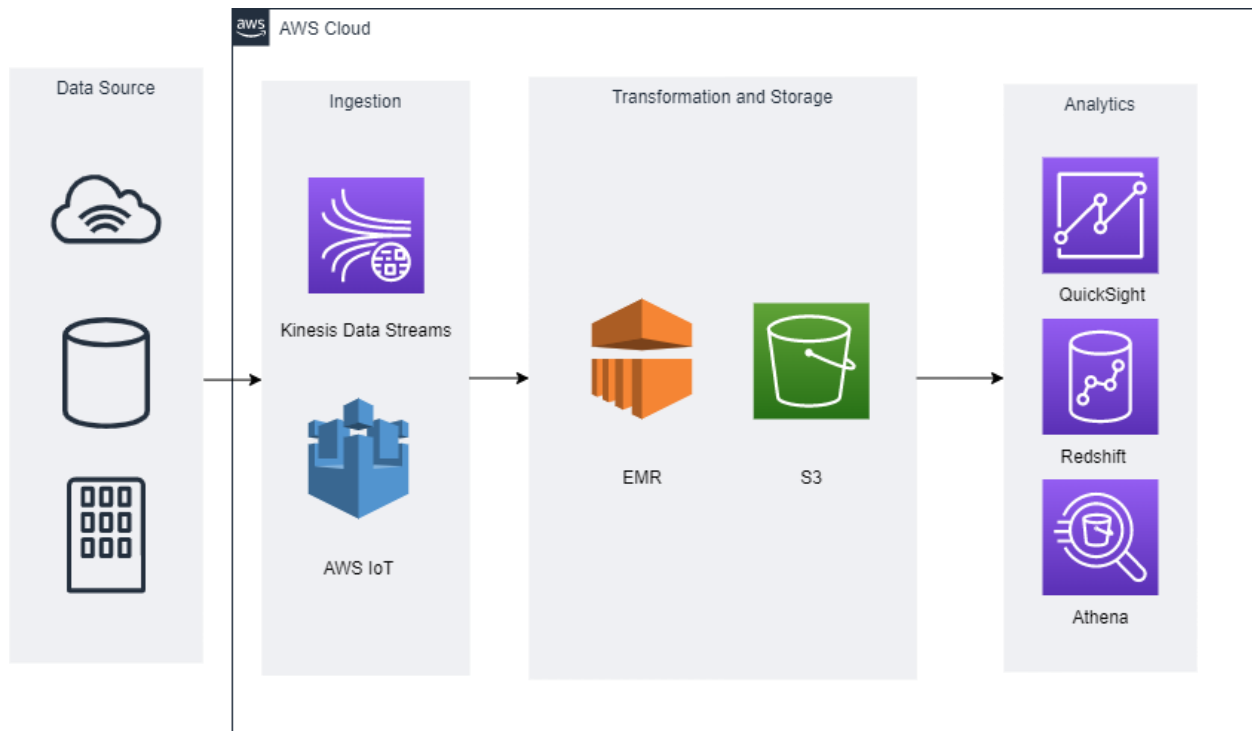 aws
AWS Cloud
Data Source
Ingestion
Transformation and Storage
Analytics
Kinesis Data Streams
AWS IoT
EMR
S3
QuickSight
Redshift
Athena